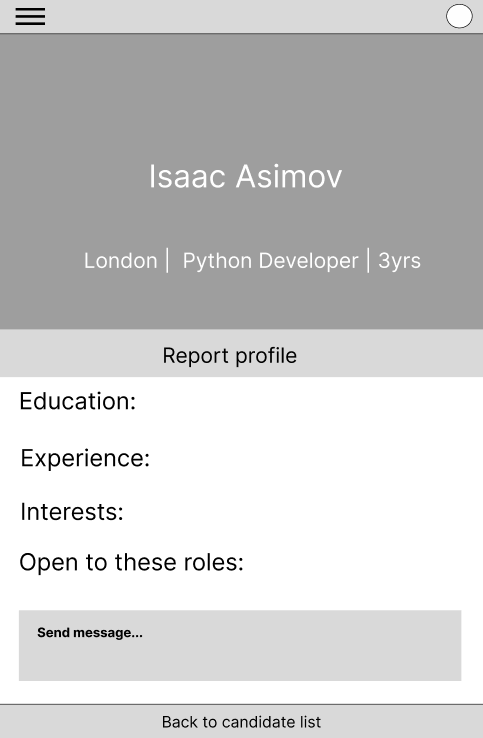 Isaac Asimov
London | Python Developer | 3yrs
Report profile
Education:
Experience:
Interests:
Open to these roles:
Send message...
Back to candidate list